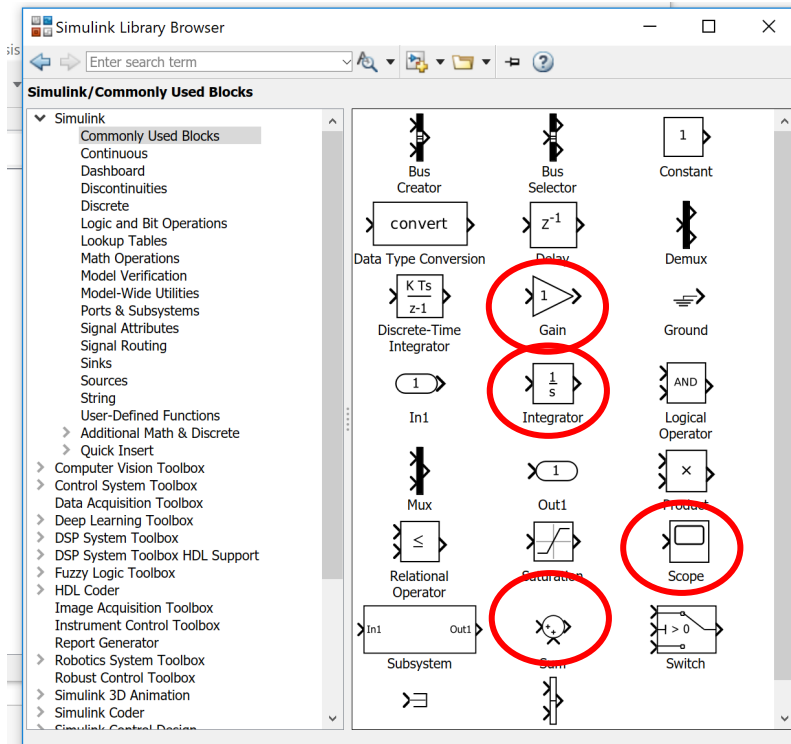 Simulink Library Browser
sis
Enter search term
Simulink/Commonly Used Blocks
Simulink
Commonly Used Blocks
Continuous
Dashboard
Discontinuities
Discrete
Logic and Bit Operations
Lookup Tables
Math Operations
Model Verification
Model-Wide Utilities
Ports & Subsystems
Signal Attributes
Signal Routing
Sinks
Sources
String
User-Defined Functions
Additional Math & Discrete
Quick Insert
Computer Vision Toolbox
Control System Toolbox
Data Acquisition Toolbox
Deep Learning Toolbox
DSP System Toolbox
DSP System Toolbox HDL Support
Fuzzy Logic Toolbox
HDL Coder
Image Acquisition Toolbox
Instrument Control Toolbox
Report Generator
Robotics System Toolbox
Robust Control Toolbox
Simulink 3D Animation
Simulink Coder
Simulink Control Design
Bus
Creator
Bus
Selector
1
Constant
convert
Data Type Conversion
z-1
Delay
Demux
K Ts
z-1
Discrete-Time
Integrator
1
Gain
Ground
1
In1
1
s
Integrator
AND
Logical
Operator
Mux
1
Out1
×
Product
≤
Relational
Operator
Saturation
Scope
In1 Out1
Subsystem
+
+
Sum
> 0
Switch